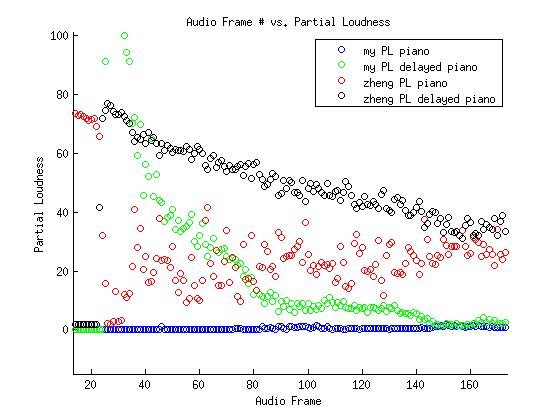 Audio Frame # vs. Partial Loudness
my PL piano
my PL delayed piano
zheng PL piano
zheng PL delayed piano
100
80
60
40
20
0
Partial Loudness
20 40 60 80 100 120 140 160
Audio Frame